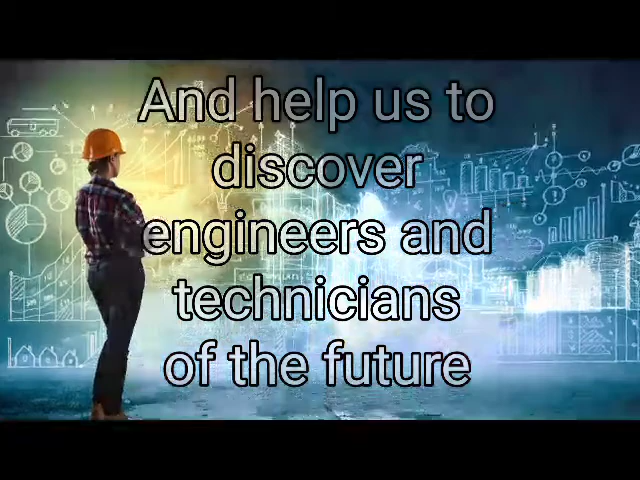 And help us to
discover
engineers and
technicians
of the future